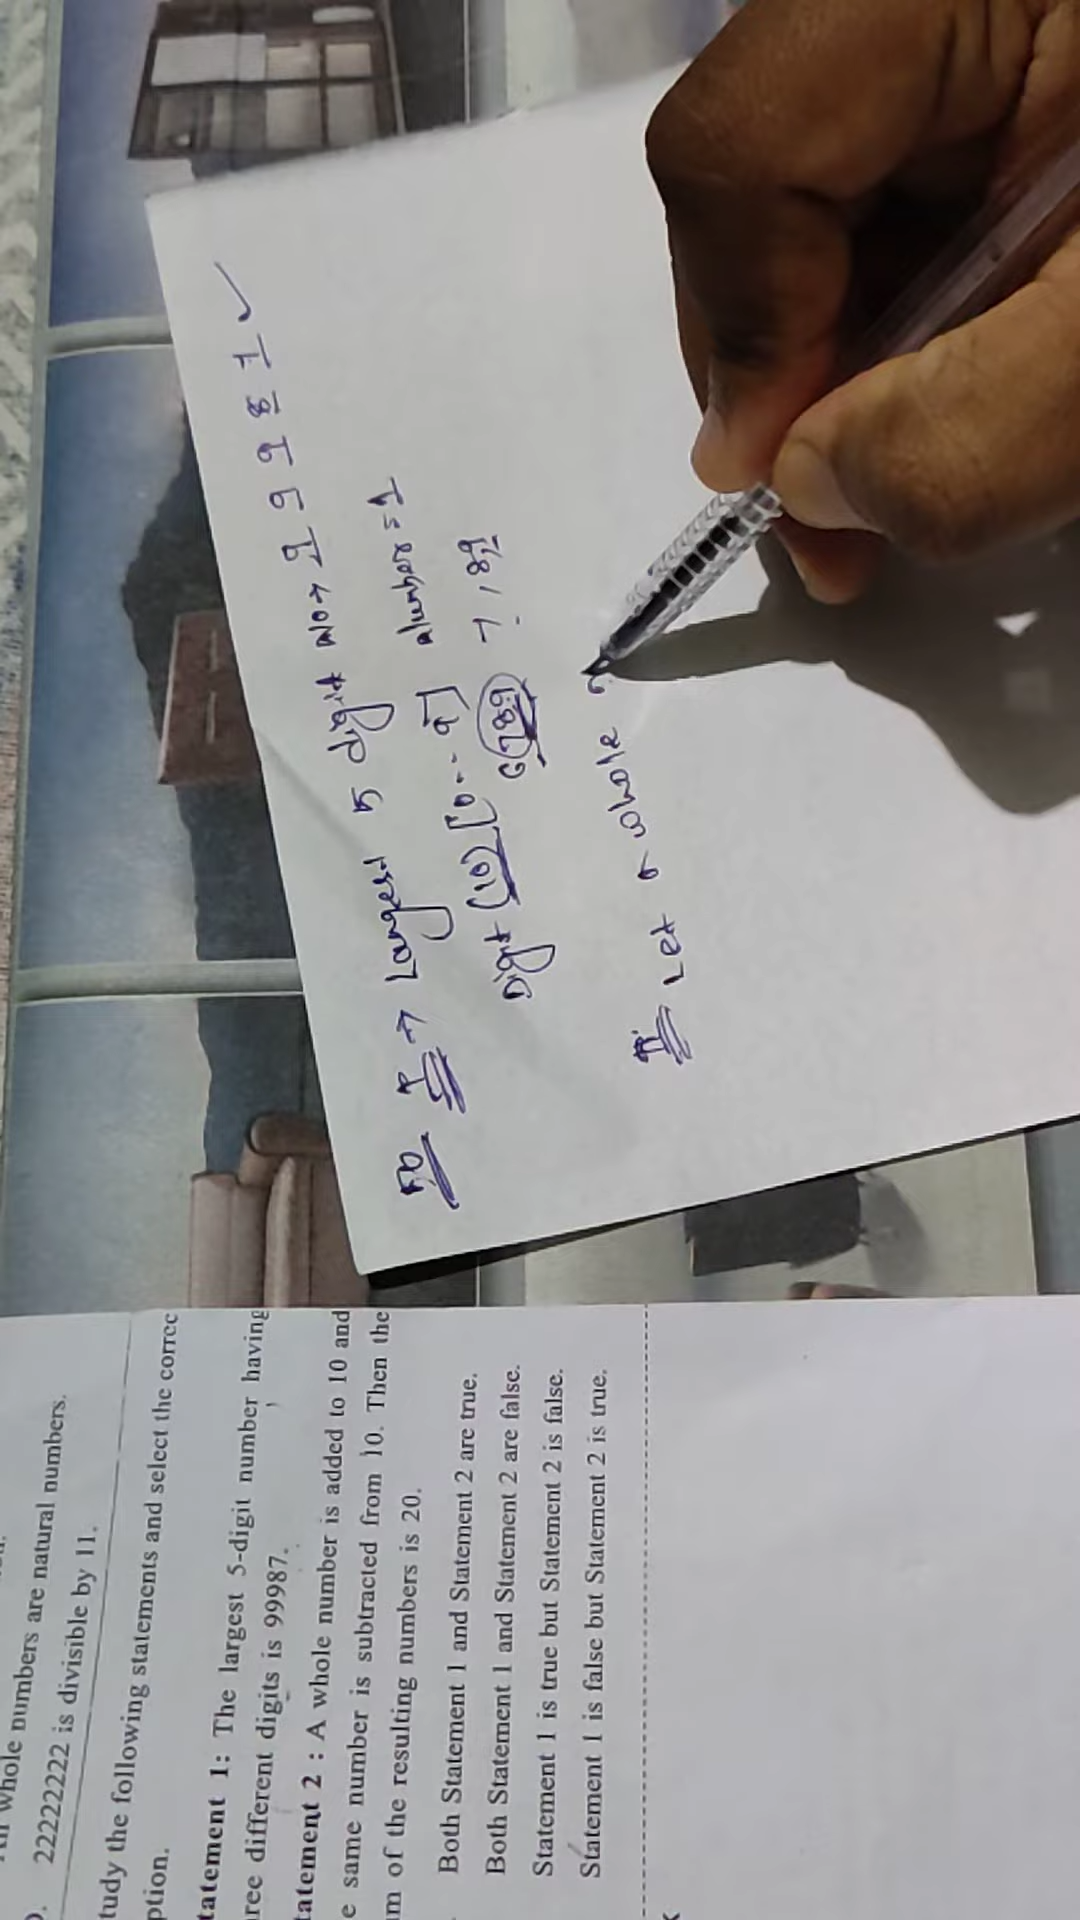 whole numbers are natural numbers.
22222222 is divisible by 11.
tudy the following statements and select the correc
ption.
tatement 1: The largest 5-digit number having
ree different digits is 99987.
tatement 2 : A whole number is added to 10 and
e same number is subtracted from 10. Then the
m of the resulting numbers is 20.
Both Statement 1 and Statement 2 are true.
Both Statement 1 and Statement 2 are false.
Statement 1 is true but Statement 2 is false.
Statement 1 is false but Statement 2 is true.
I → Largest 5 digit no → 9 9 9 8 7 ✓
Digit (10) [0 - - 9]
6789 7, 89
II Let a whole